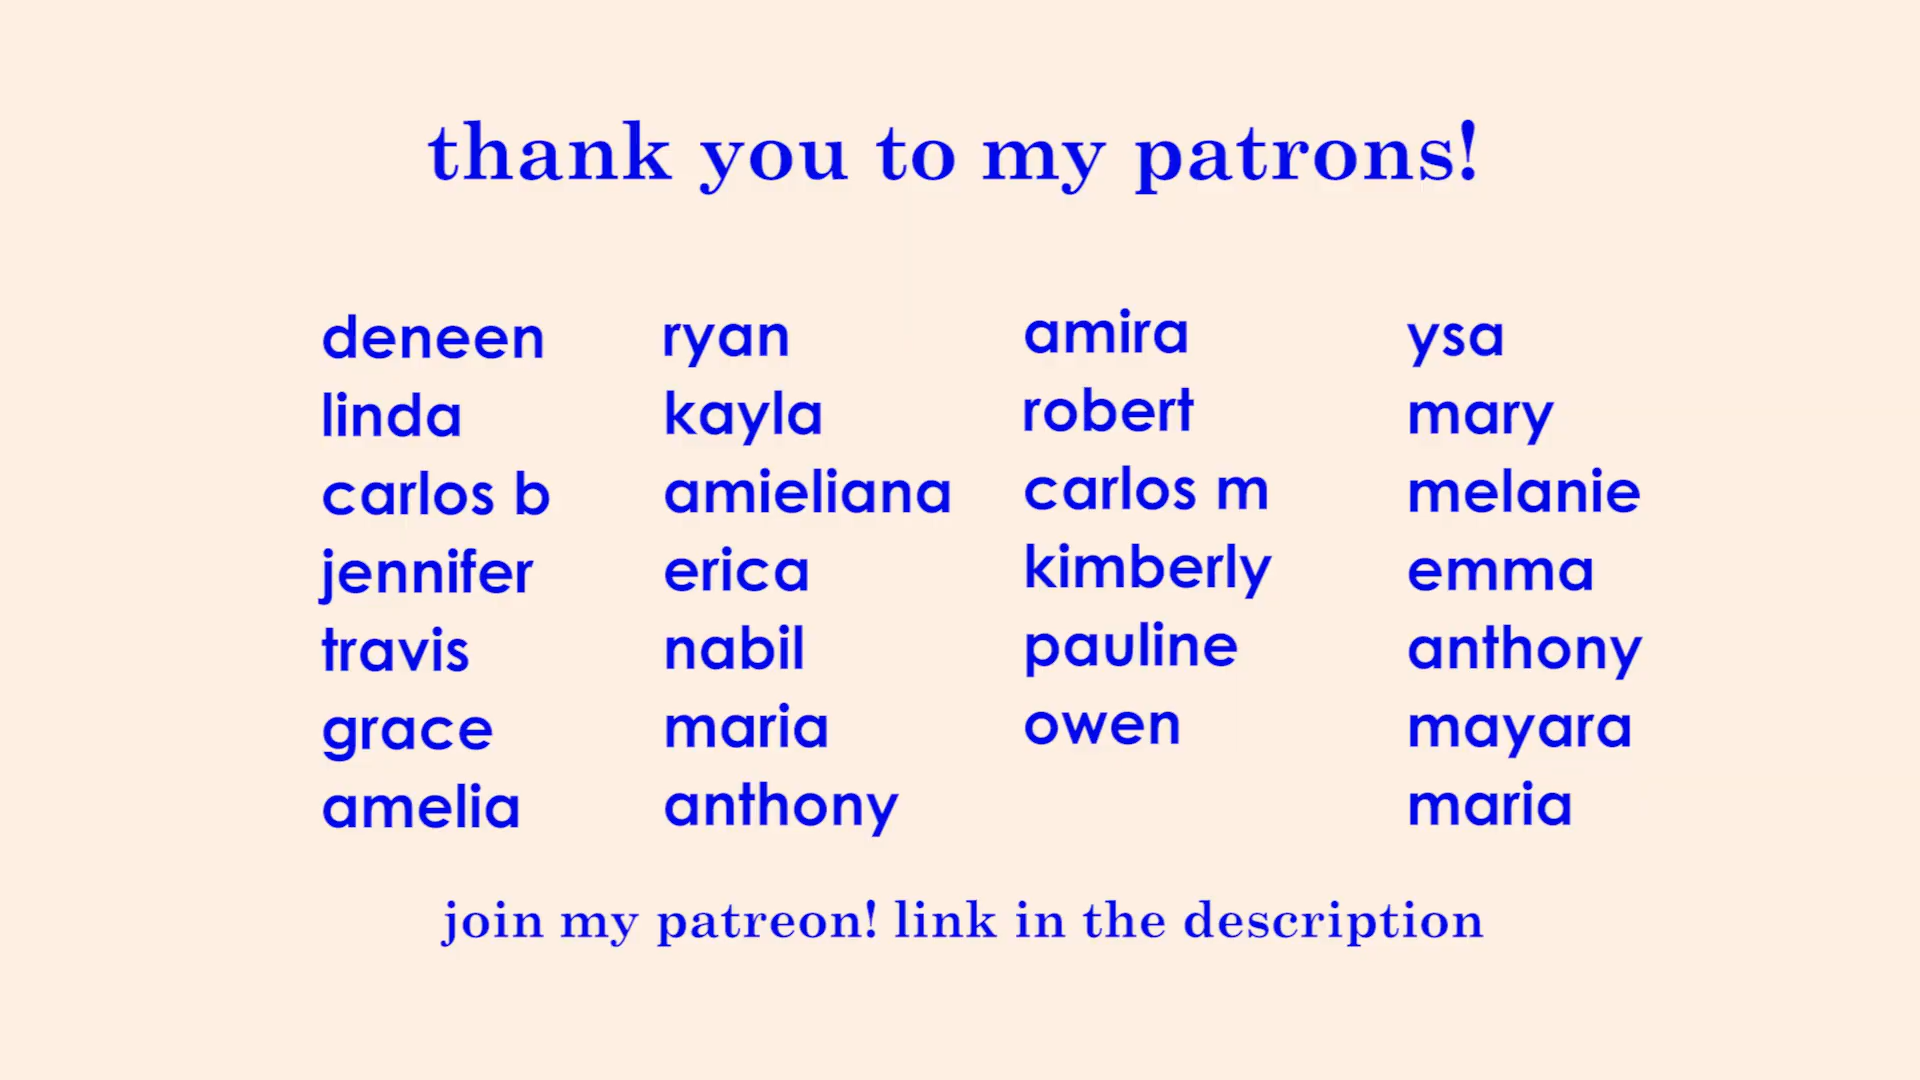 thank you to my patrons!
deneen
linda
carlos b
jennifer
travis
grace
amelia
ryan
kayla
amieliana
erica
nabil
maria
anthony
amira
robert
carlos m
kimberly
pauline
owen
ysa
mary
melanie
emma
anthony
mayara
maria
join my patreon! link in the description